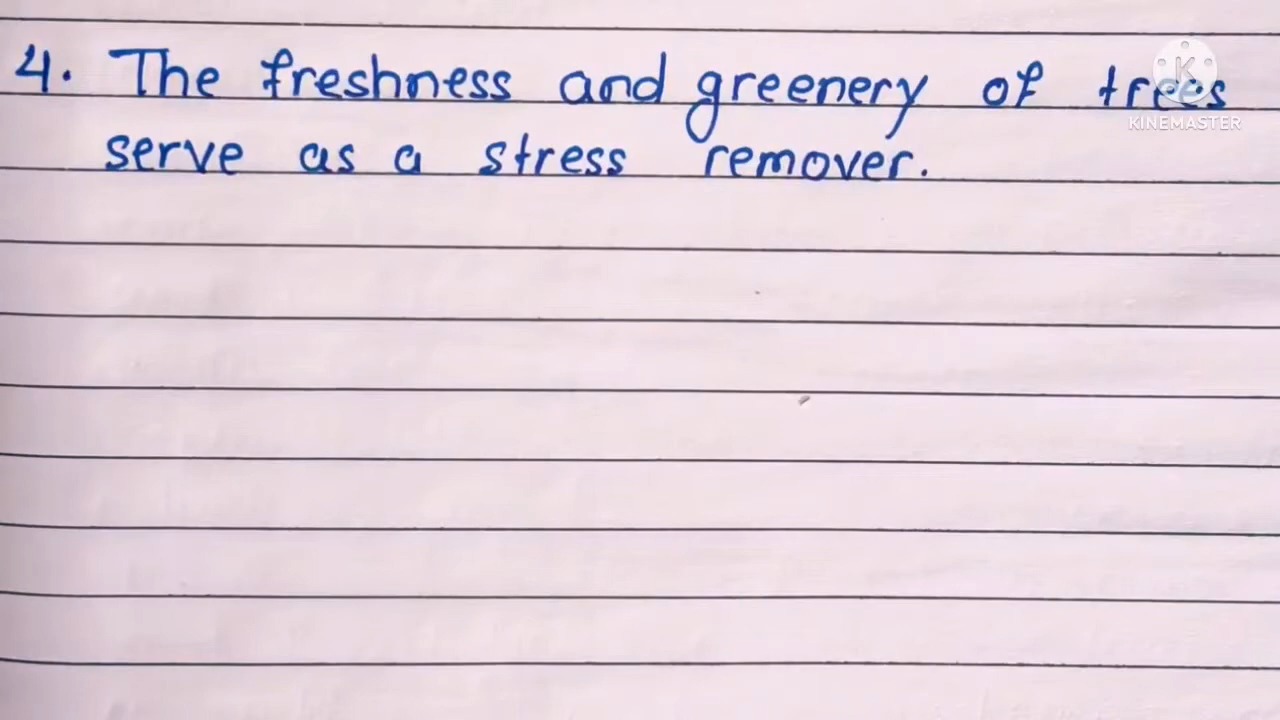 4. The freshness and greenery of trees
serve as a stress remover.
K
KINEMASTER